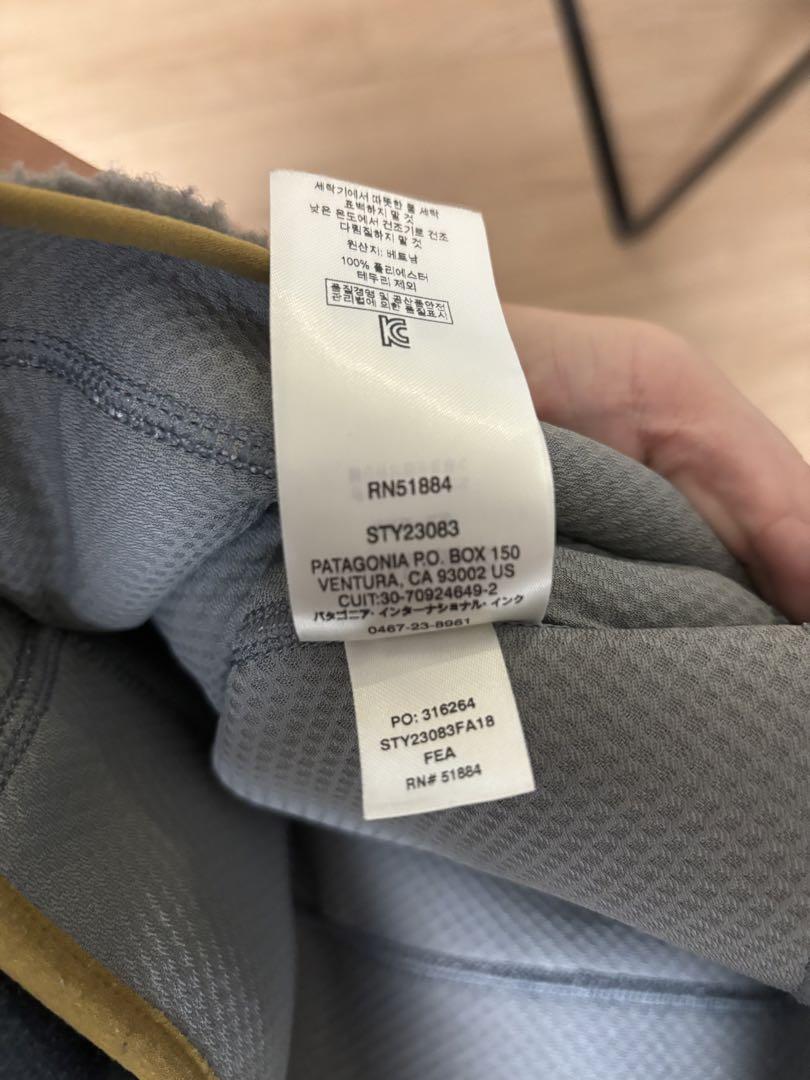 세탁기에서 따뜻한 물 세탁
표백하지 말 것
낮은 온도에서 건조기로 건조
다림질하지 말 것
원산지: 베트남
100% 폴리에스터
테두리 제외
품질경영 및 공산품안전
관리법에 의한 품질표시
RN51884
STY23083
PATAGONIA P.O. BOX 150
VENTURA, CA 93002 US
CUIT:30-70924649-2
パタゴニア・インターナショナル・インク
0467-23-8961
PO: 316264
STY23083FA18
FEA
RN# 51884